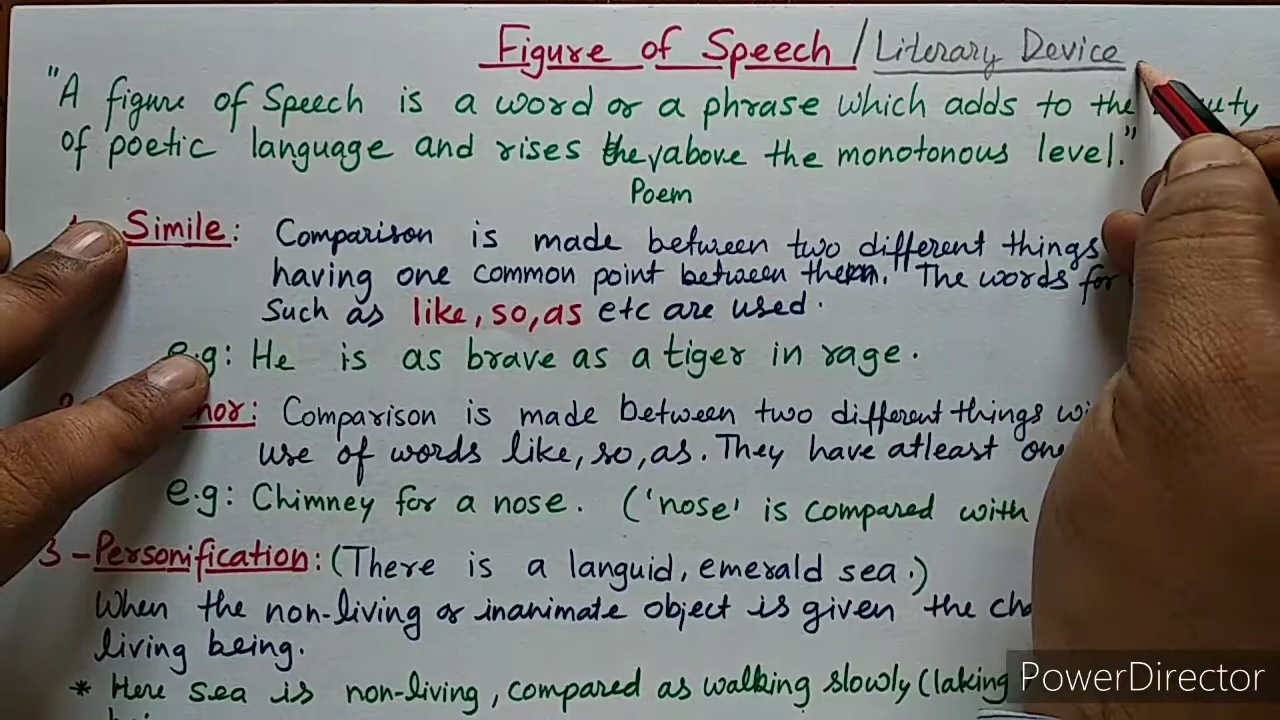 Figure of Speech / Literary Device
"A figure of Speech is a word or a phrase which adds to the
of poetic language and rises they above the monotonous level."
Poem
Simile: Comparison is made between two different things
having one common point between them." The words for
Such as like, so, as etc are used.
e.g: He is as brave as a tiger in rage.
Comparison is made between two different things
use of words like, so, as. They have atleast one
e.g: Chimney for a nose. ('nose' is compared with
3 - Personification: (There is a languid, emerald sea.)
When the non-living or inanimate object is given the
living being.
* Here sea is non-living, compared as walking slowly (laking
PowerDirector